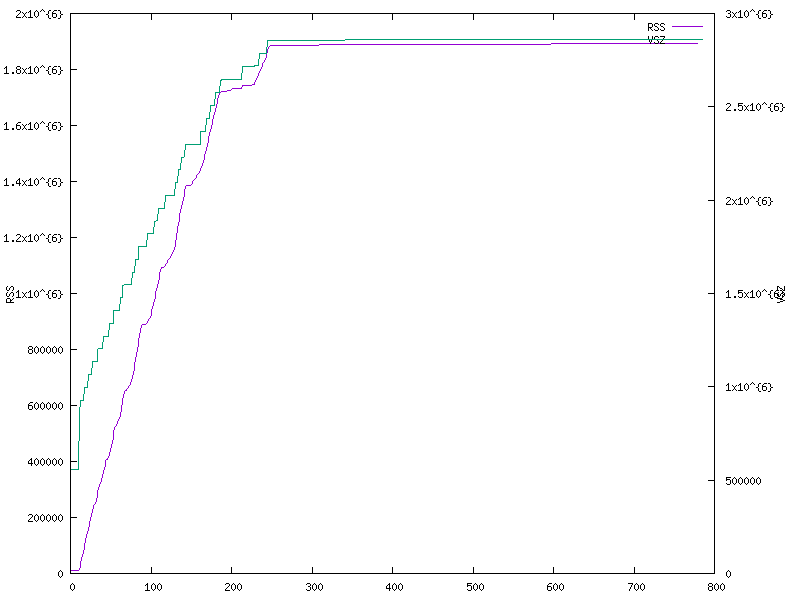 2x10^{6}
1.8x10^{6}
1.6x10^{6}
1.4x10^{6}
1.2x10^{6}
1x10^{6}
800000
600000
400000
200000
0
RSS
3x10^{6}
2.5x10^{6}
2x10^{6}
1.5x10^{6}
1x10^{6}
500000
0
VSZ
RSS
VSZ
0 100 200 300 400 500 600 700 800